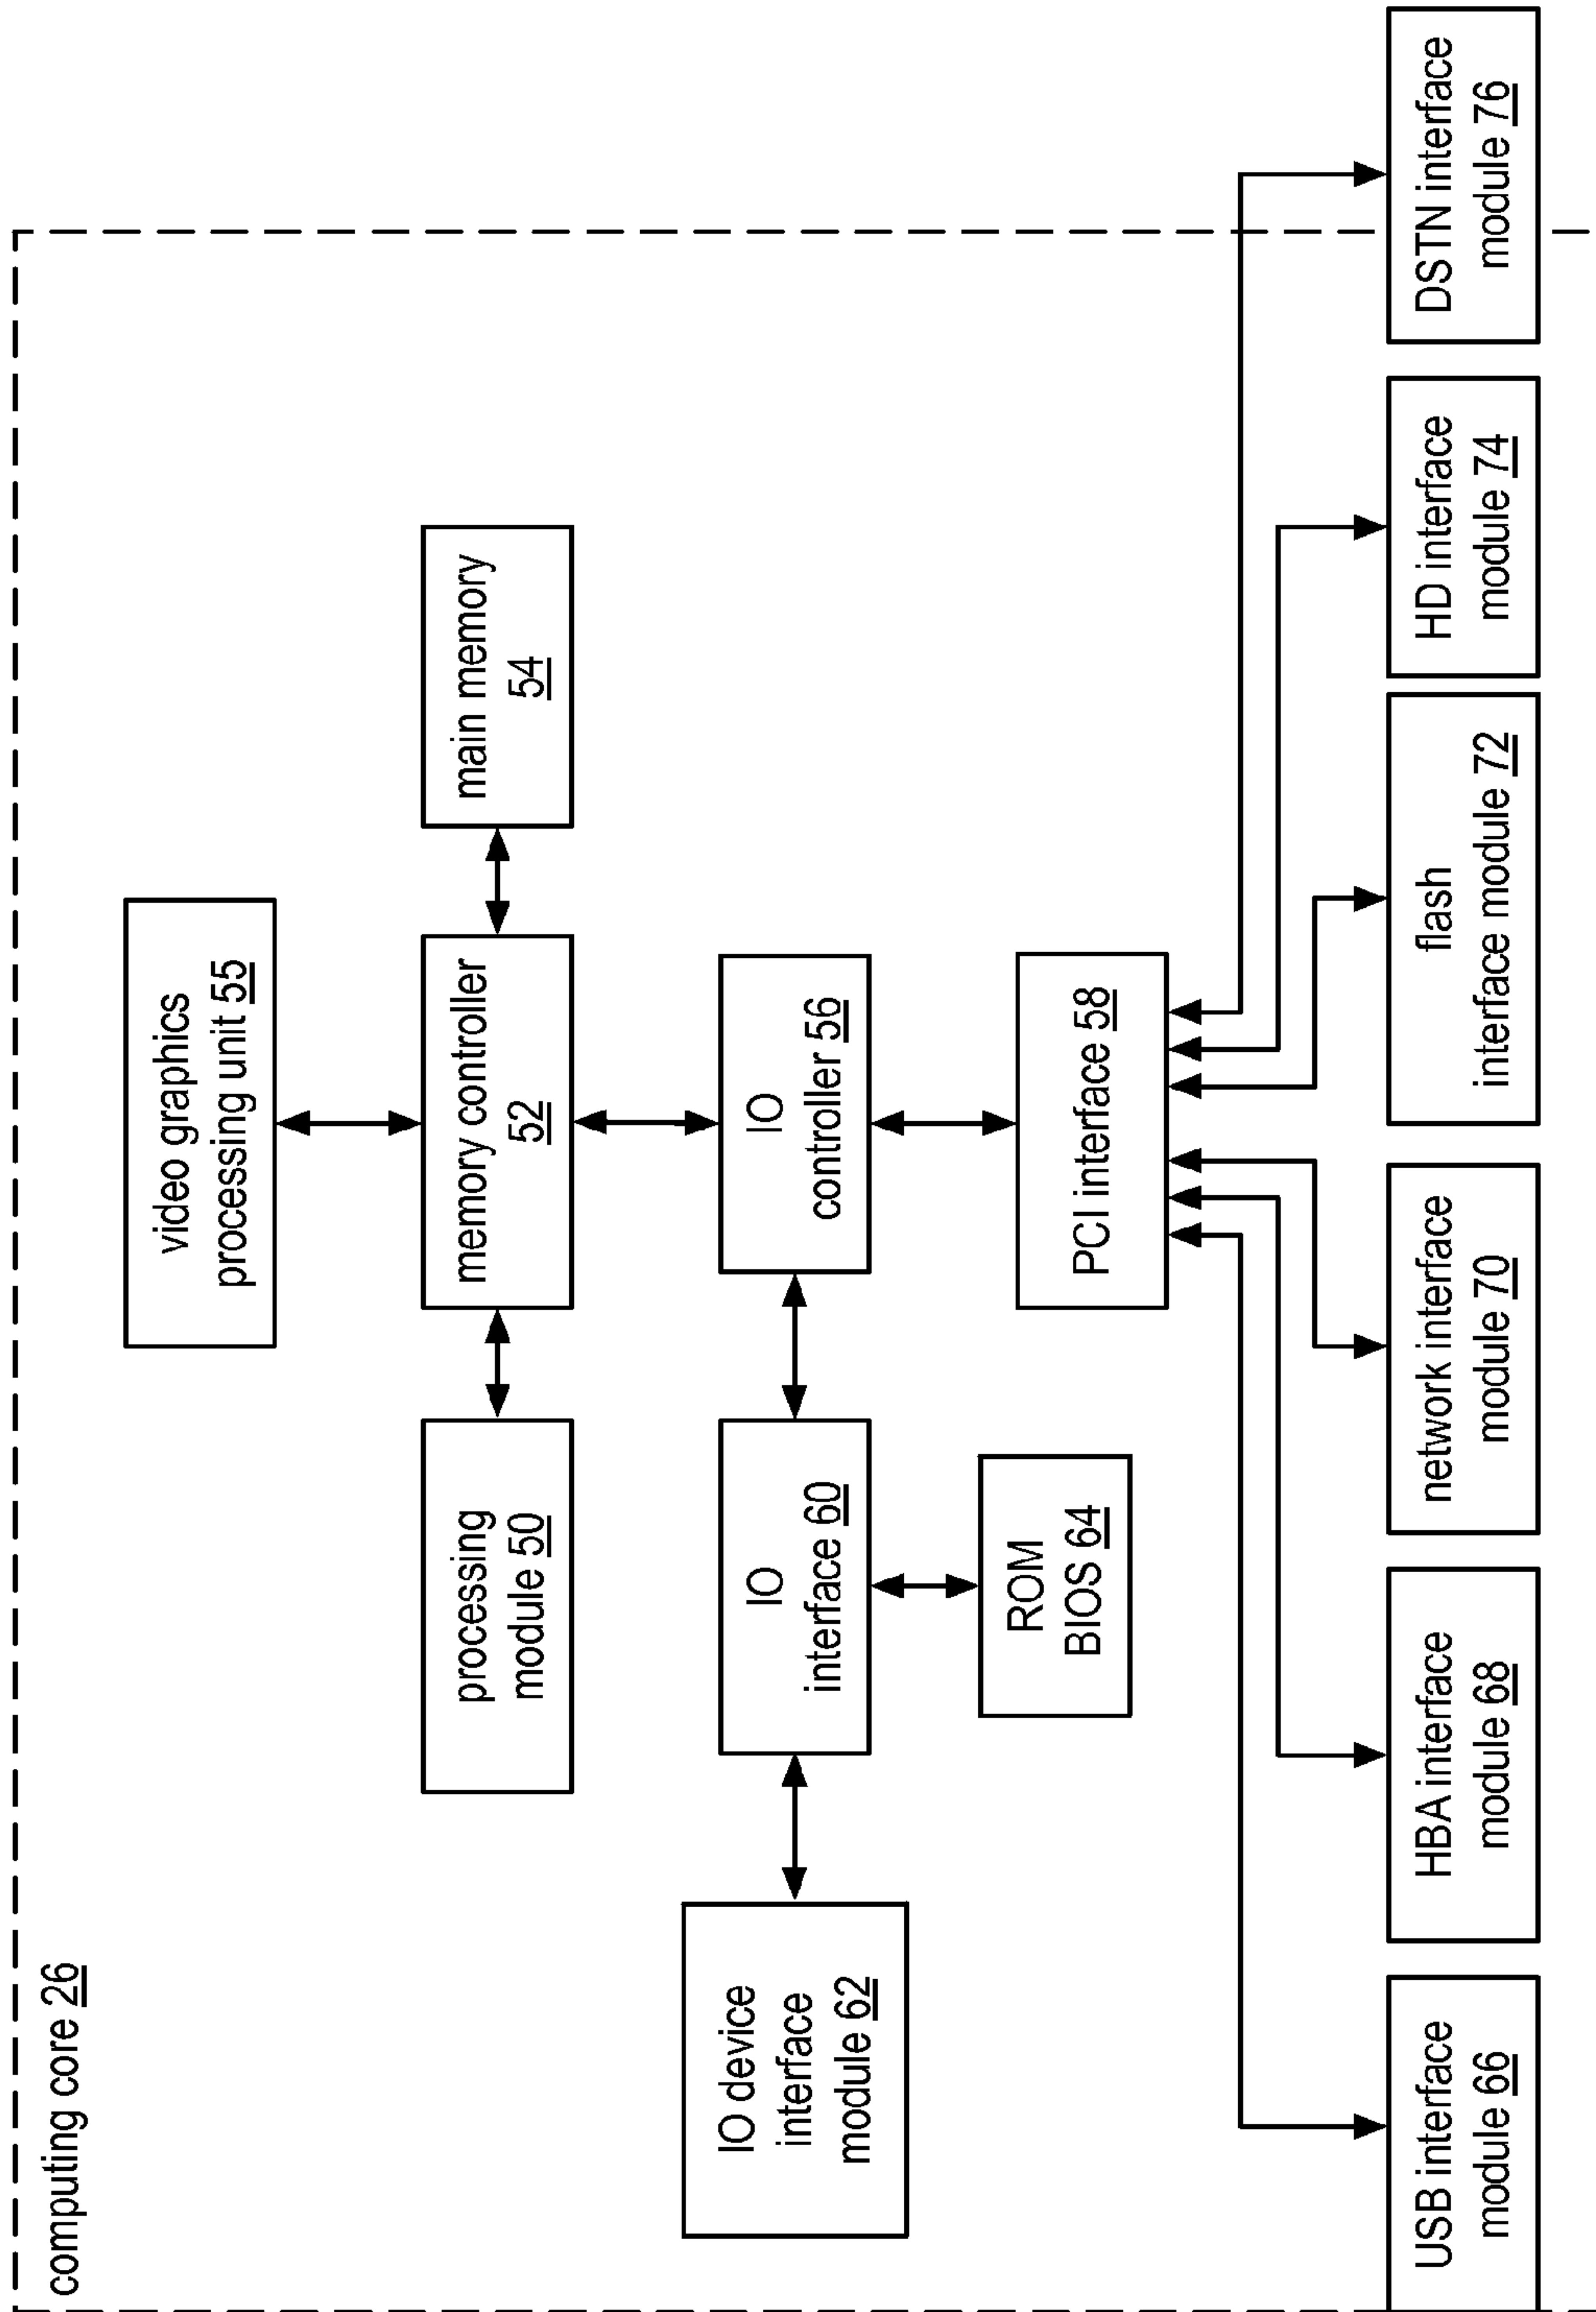 computing core 26
video graphics
processing unit 55
processing
module 50
memory controller
52
main memory
54
IO device
interface
module 62
IO
interface 60
IO
controller 56
ROM
BIOS 64
PCI interface 58
USB interface
module 66
HBA interface
module 68
network interface
module 70
flash
interface module 72
HD interface
module 74
DSTN interface
module 76